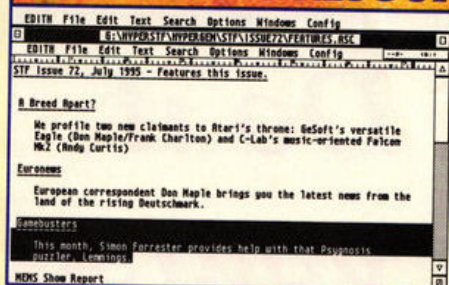 EDITH File Edit Text Search Options Windows Config
G:\HYPERSTF\HYPERGEM\STF\ISSUE72\FEATURES.ASC
EDITH File Edit Text Search Options Windows Config
STF Issue 72, July 1995 - Features this issue.
A Breed Apart?
We profile two new claimants to Atari's throne: GeSoft's versatile
Eagle (Don Maple/Frank Charlton) and C-Lab's music-oriented Falcon
Mk2 (Andy Curtis)
Euronews
European correspondent Don Maple brings you the latest news from the
land of the rising Deutschmark.
Gamebusters
This month, Simon Forrester provides help with that Psygnosis
puzzler, Lemmings.
MEMS Show Report